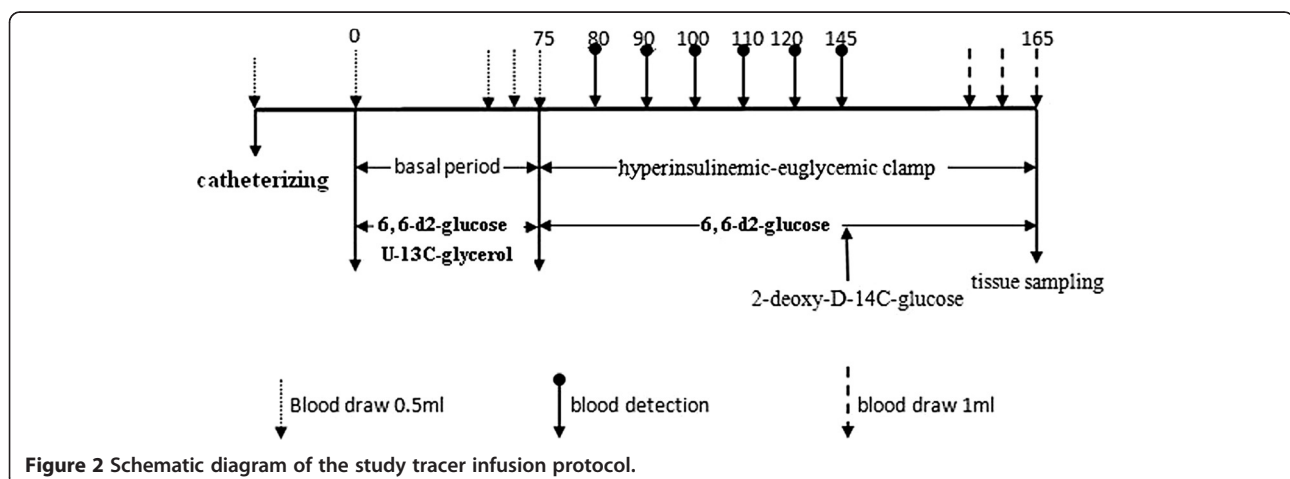 0 75 80 90 100 110 120 145 165
catheterizing
basal period
hyperinsulinemic-euglycemic clamp
6,6-d2-glucose
U-13C-glycerol
6,6-d2-glucose
2-deoxy-D-14C-glucose
tissue sampling
Blood draw 0.5ml
blood detection
blood draw 1ml
Figure 2 Schematic diagram of the study tracer infusion protocol.